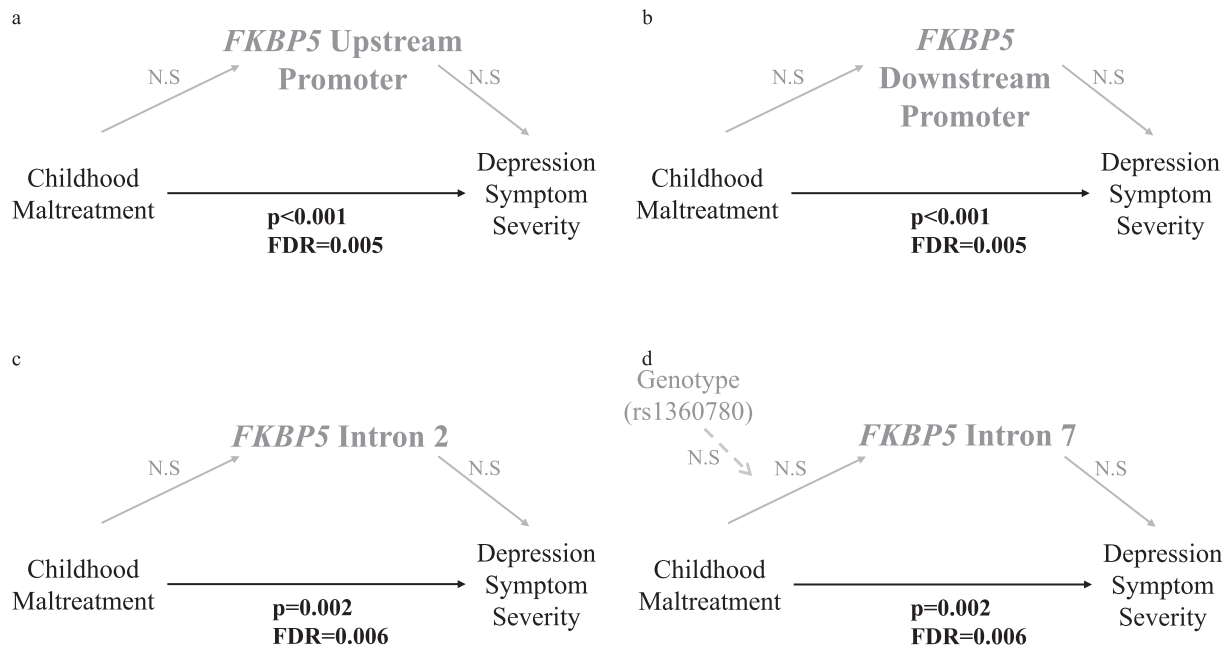 a
FKBP5 Upstream
Promoter
N.S
N.S
Childhood
Maltreatment
Depression
Symptom
Severity
p<0.001
FDR=0.005
b
FKBP5
Downstream
Promoter
N.S
N.S
Childhood
Maltreatment
Depression
Symptom
Severity
p<0.001
FDR=0.005
c
FKBP5 Intron 2
N.S
N.S
Childhood
Maltreatment
Depression
Symptom
Severity
p=0.002
FDR=0.006
d
Genotype
(rs1360780)
FKBP5 Intron 7
N.S
N.S
N.S
Childhood
Maltreatment
Depression
Symptom
Severity
p=0.002
FDR=0.006